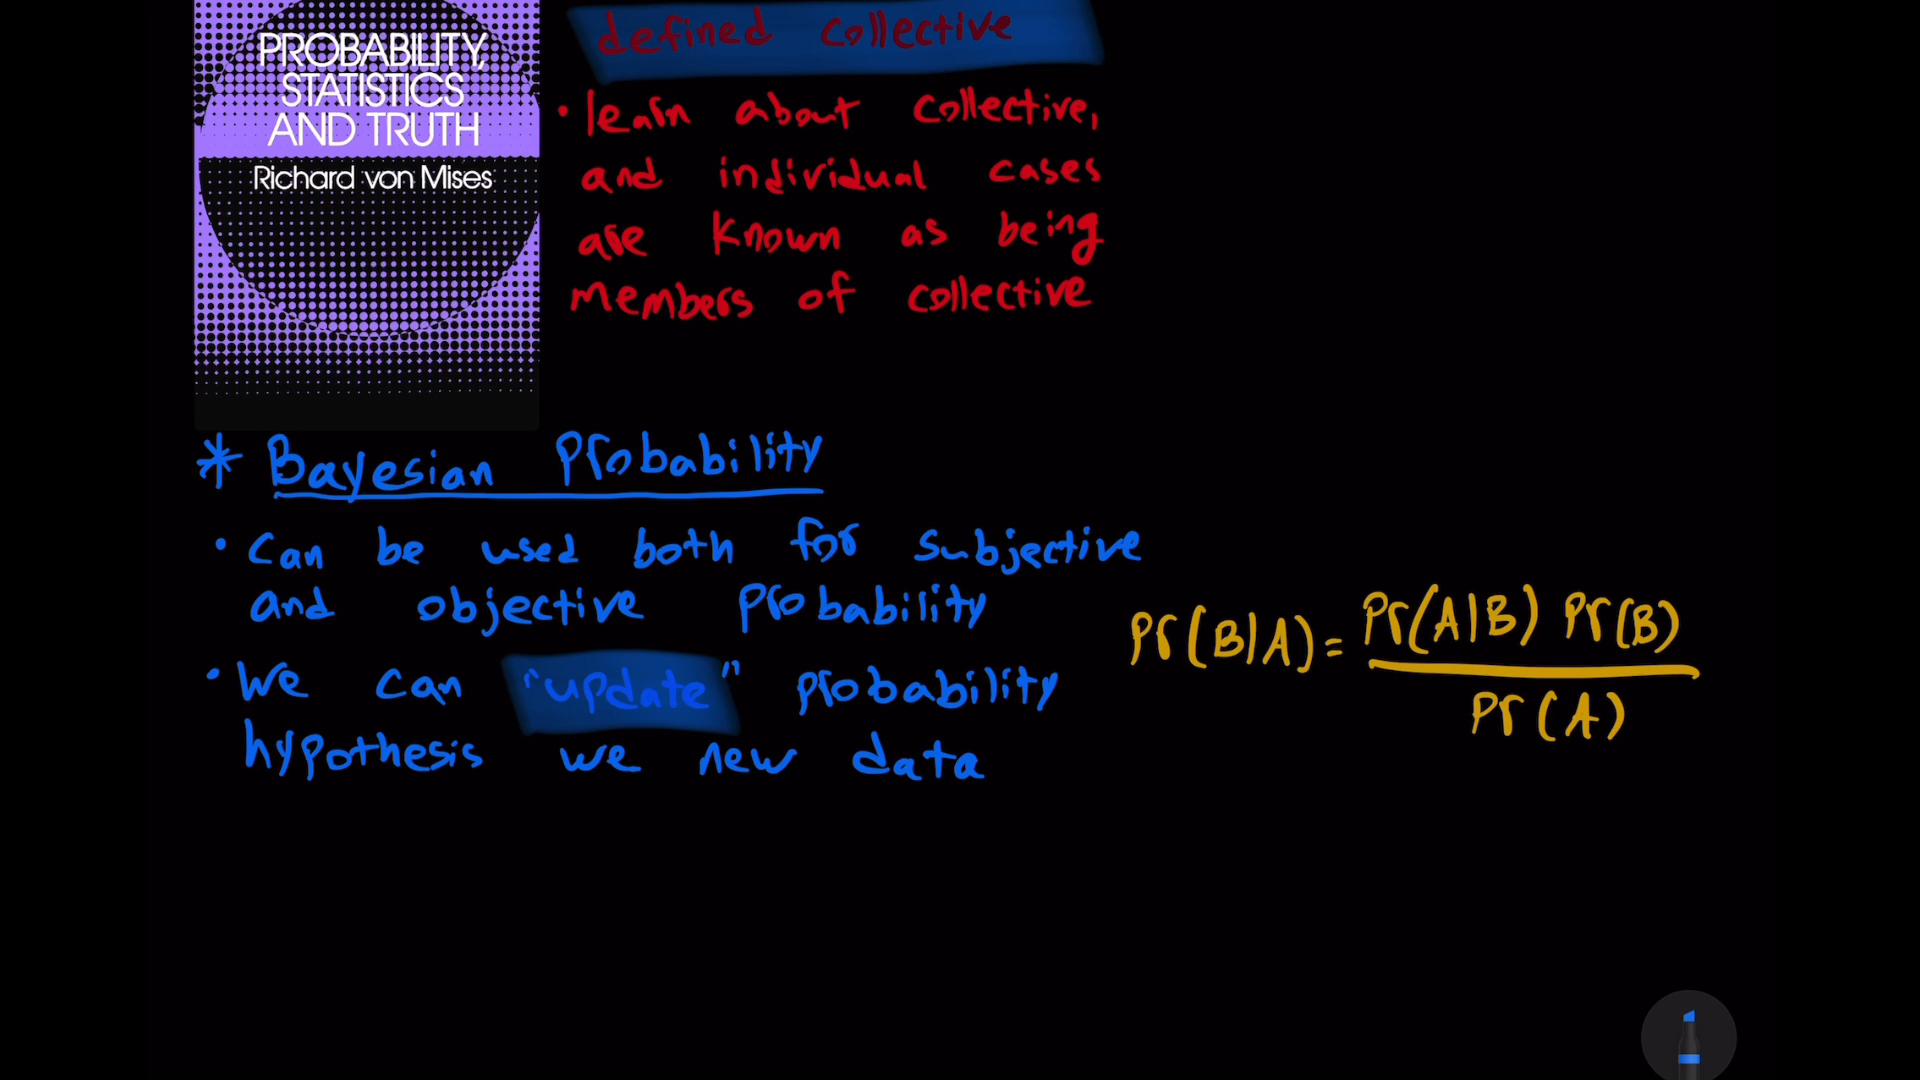 PROBABILITY,
STATISTICS
AND TRUTH
Richard von Mises
defined collective
• learn about collective,
and individual cases
are known as being
members of collective
* Bayesian Probability
• Can be used both for subjective
and objective probability
• We can "update" probability
hypothesis we new data
Pr(B|A) = Pr(A|B) Pr(B)
Pr(A)